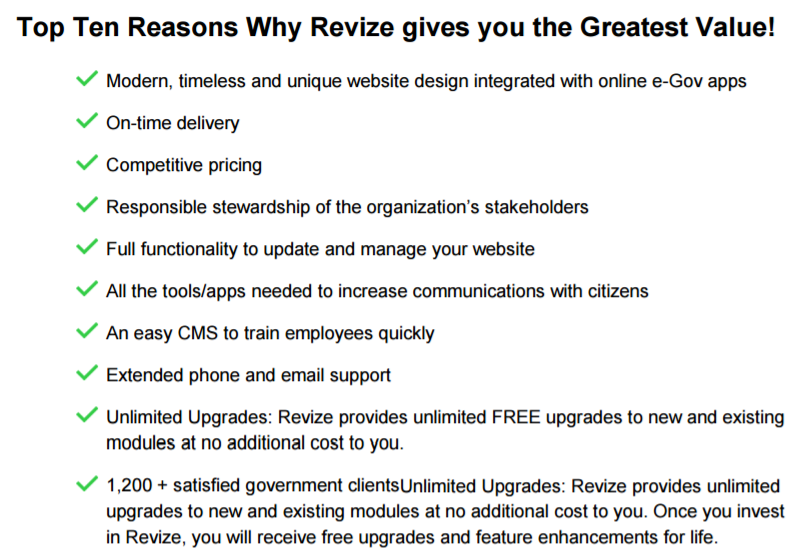 Top Ten Reasons Why Revize gives you the Greatest Value!
Modern, timeless and unique website design integrated with online e-Gov apps
On-time delivery
Competitive pricing
Responsible stewardship of the organization’s stakeholders
Full functionality to update and manage your website
All the tools/apps needed to increase communications with citizens
An easy CMS to train employees quickly
Extended phone and email support
Unlimited Upgrades: Revize provides unlimited FREE upgrades to new and existing
modules at no additional cost to you.
1,200 + satisfied government clientsUnlimited Upgrades: Revize provides unlimited
upgrades to new and existing modules at no additional cost to you. Once you invest
in Revize, you will receive free upgrades and feature enhancements for life.